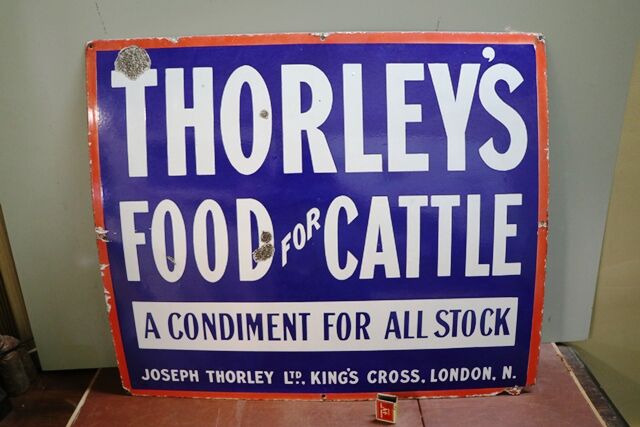 THORLEY'S
FOOD FOR CATTLE
A CONDIMENT FOR ALL STOCK
JOSEPH THORLEY LTD. KING'S CROSS, LONDON, N.